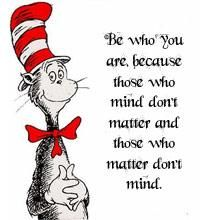 Be who You
are, because
those who
mind don't
matter and
those who
matter don't
mind.